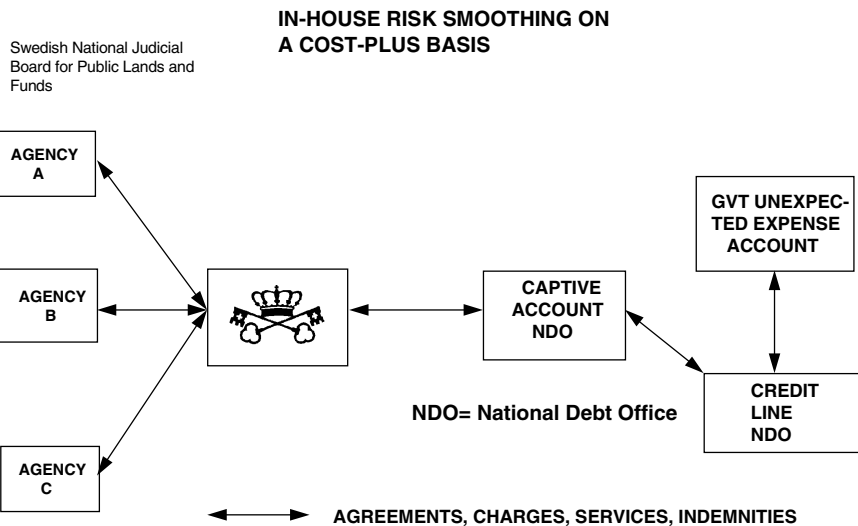 IN-HOUSE RISK SMOOTHING ON
A COST-PLUS BASIS
Swedish National Judicial
Board for Public Lands and
Funds
AGENCY
A
AGENCY
B
AGENCY
C
CAPTIVE
ACCOUNT
NDO
GVT UNEXPEC-
TED EXPENSE
ACCOUNT
CREDIT
LINE
NDO
NDO= National Debt Office
AGREEMENTS, CHARGES, SERVICES, INDEMNITIES